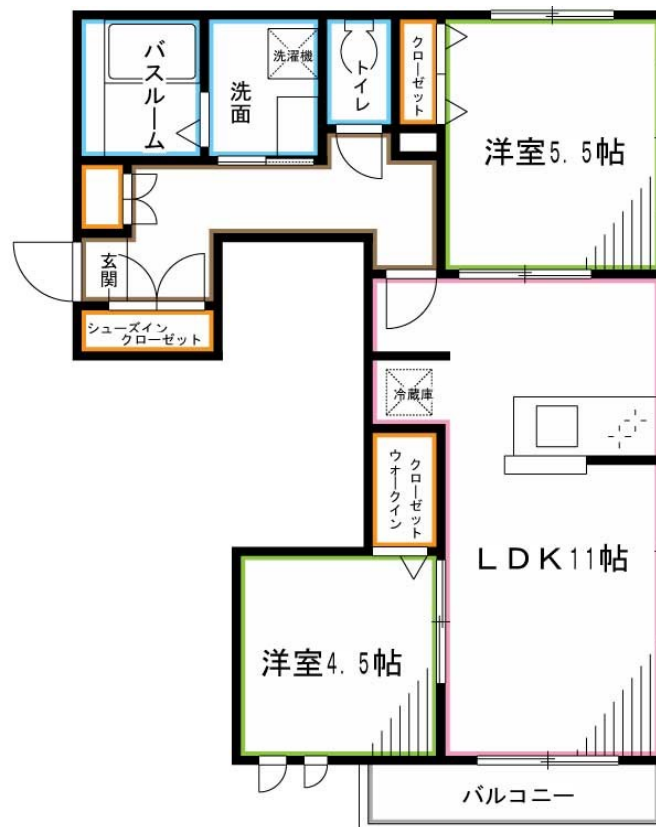 バスルーム
洗面
洗濯機
トイレ
クローゼット
洋室5.5帖
玄関
シューズイン
クローゼット
冷蔵庫
ウォークイン
クローゼット
LDK11帖
洋室4.5帖
バルコニー